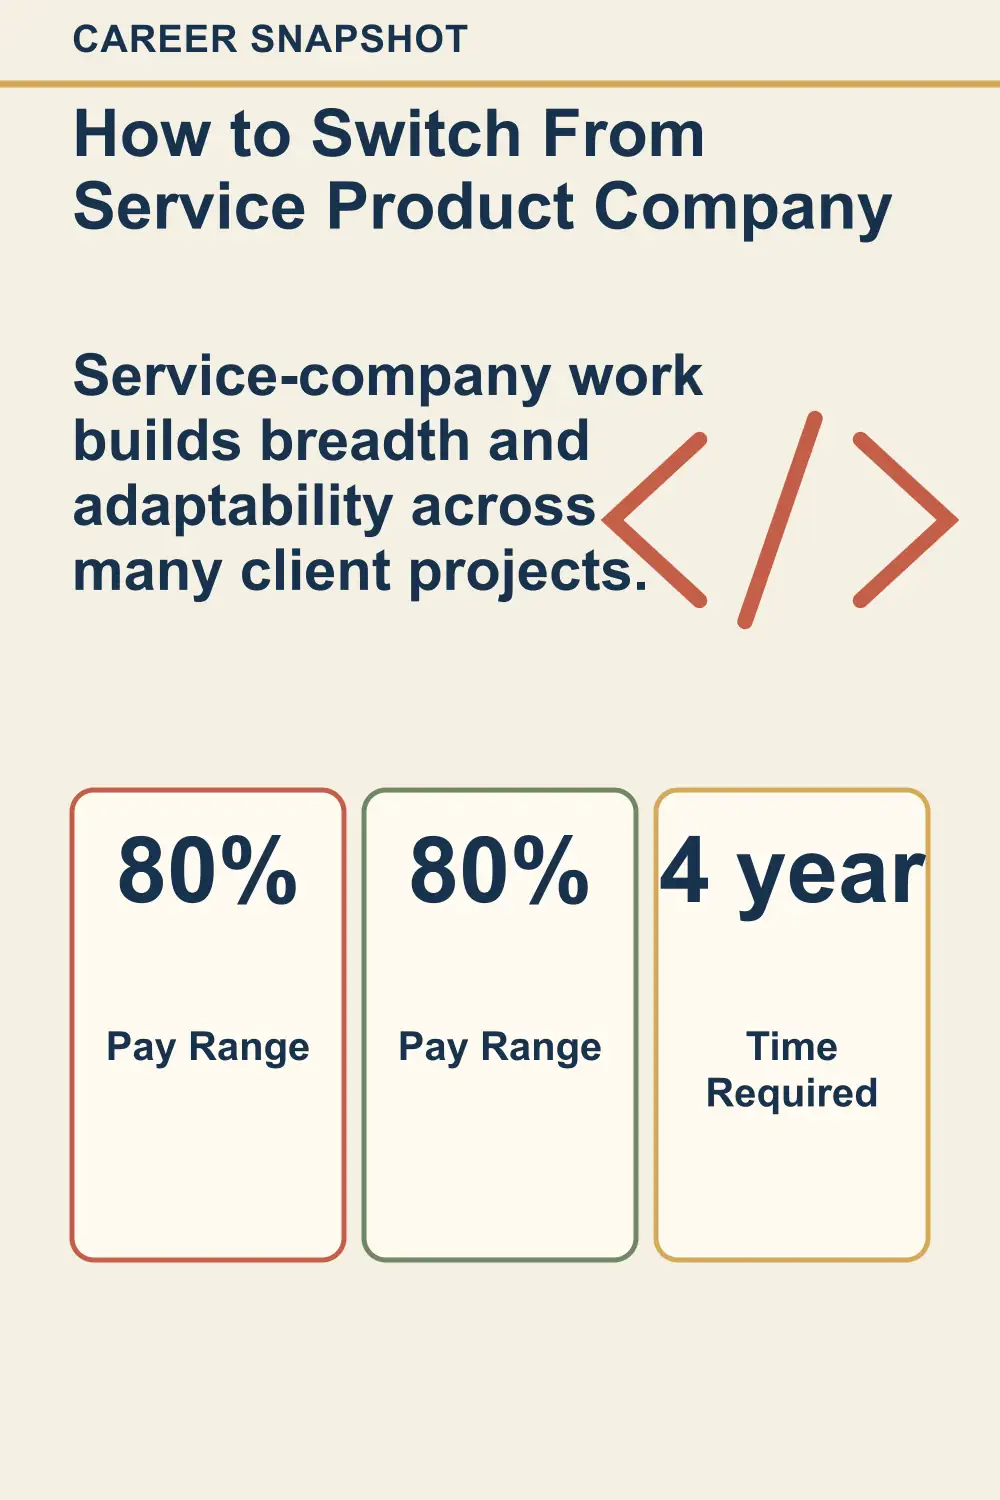 CAREER SNAPSHOT
How to Switch From
Service Product Company
Service-company work
builds breadth and
adaptability across
many client projects.
80%
Pay Range
80%
Pay Range
4 year
Time
Required